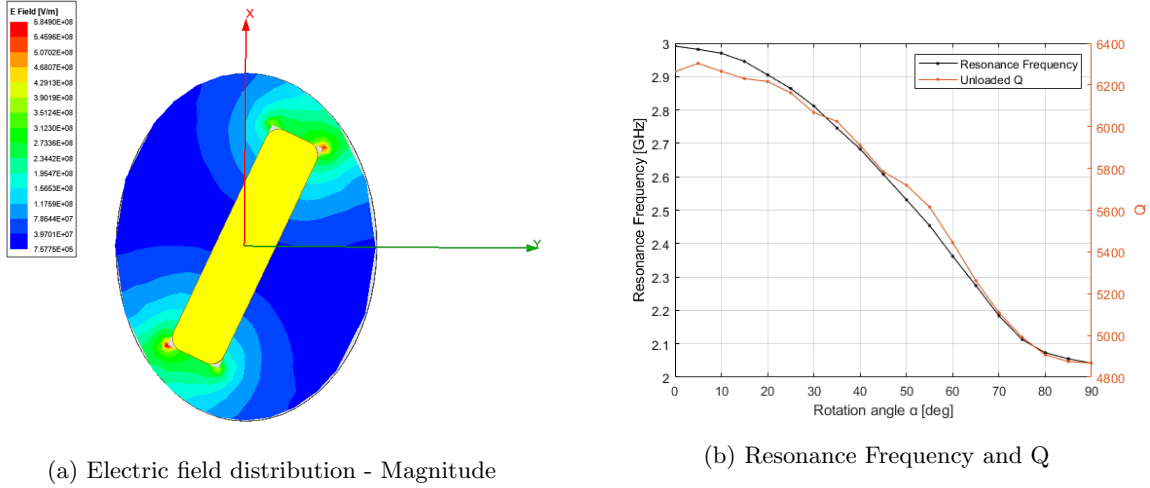 E Field [V/m]
5.8490E+08
5.4596E+08
5.0702E+08
4.6807E+08
4.2913E+08
3.9019E+08
3.5124E+08
3.1230E+08
2.7336E+08
2.3442E+08
1.9547E+08
1.5653E+08
1.1759E+08
7.8644E+07
3.9701E+07
7.5775E+05
X
Y
(a) Electric field distribution - Magnitude
Resonance Frequency
Unloaded Q
Resonance Frequency [GHz]
3
2.9
2.8
2.7
2.6
2.5
2.4
2.3
2.2
2.1
2
6400
6200
6000
5800
5600
5400
5200
5000
4800
Q
0 10 20 30 40 50 60 70 80 90
Rotation angle α [deg]
(b) Resonance Frequency and Q